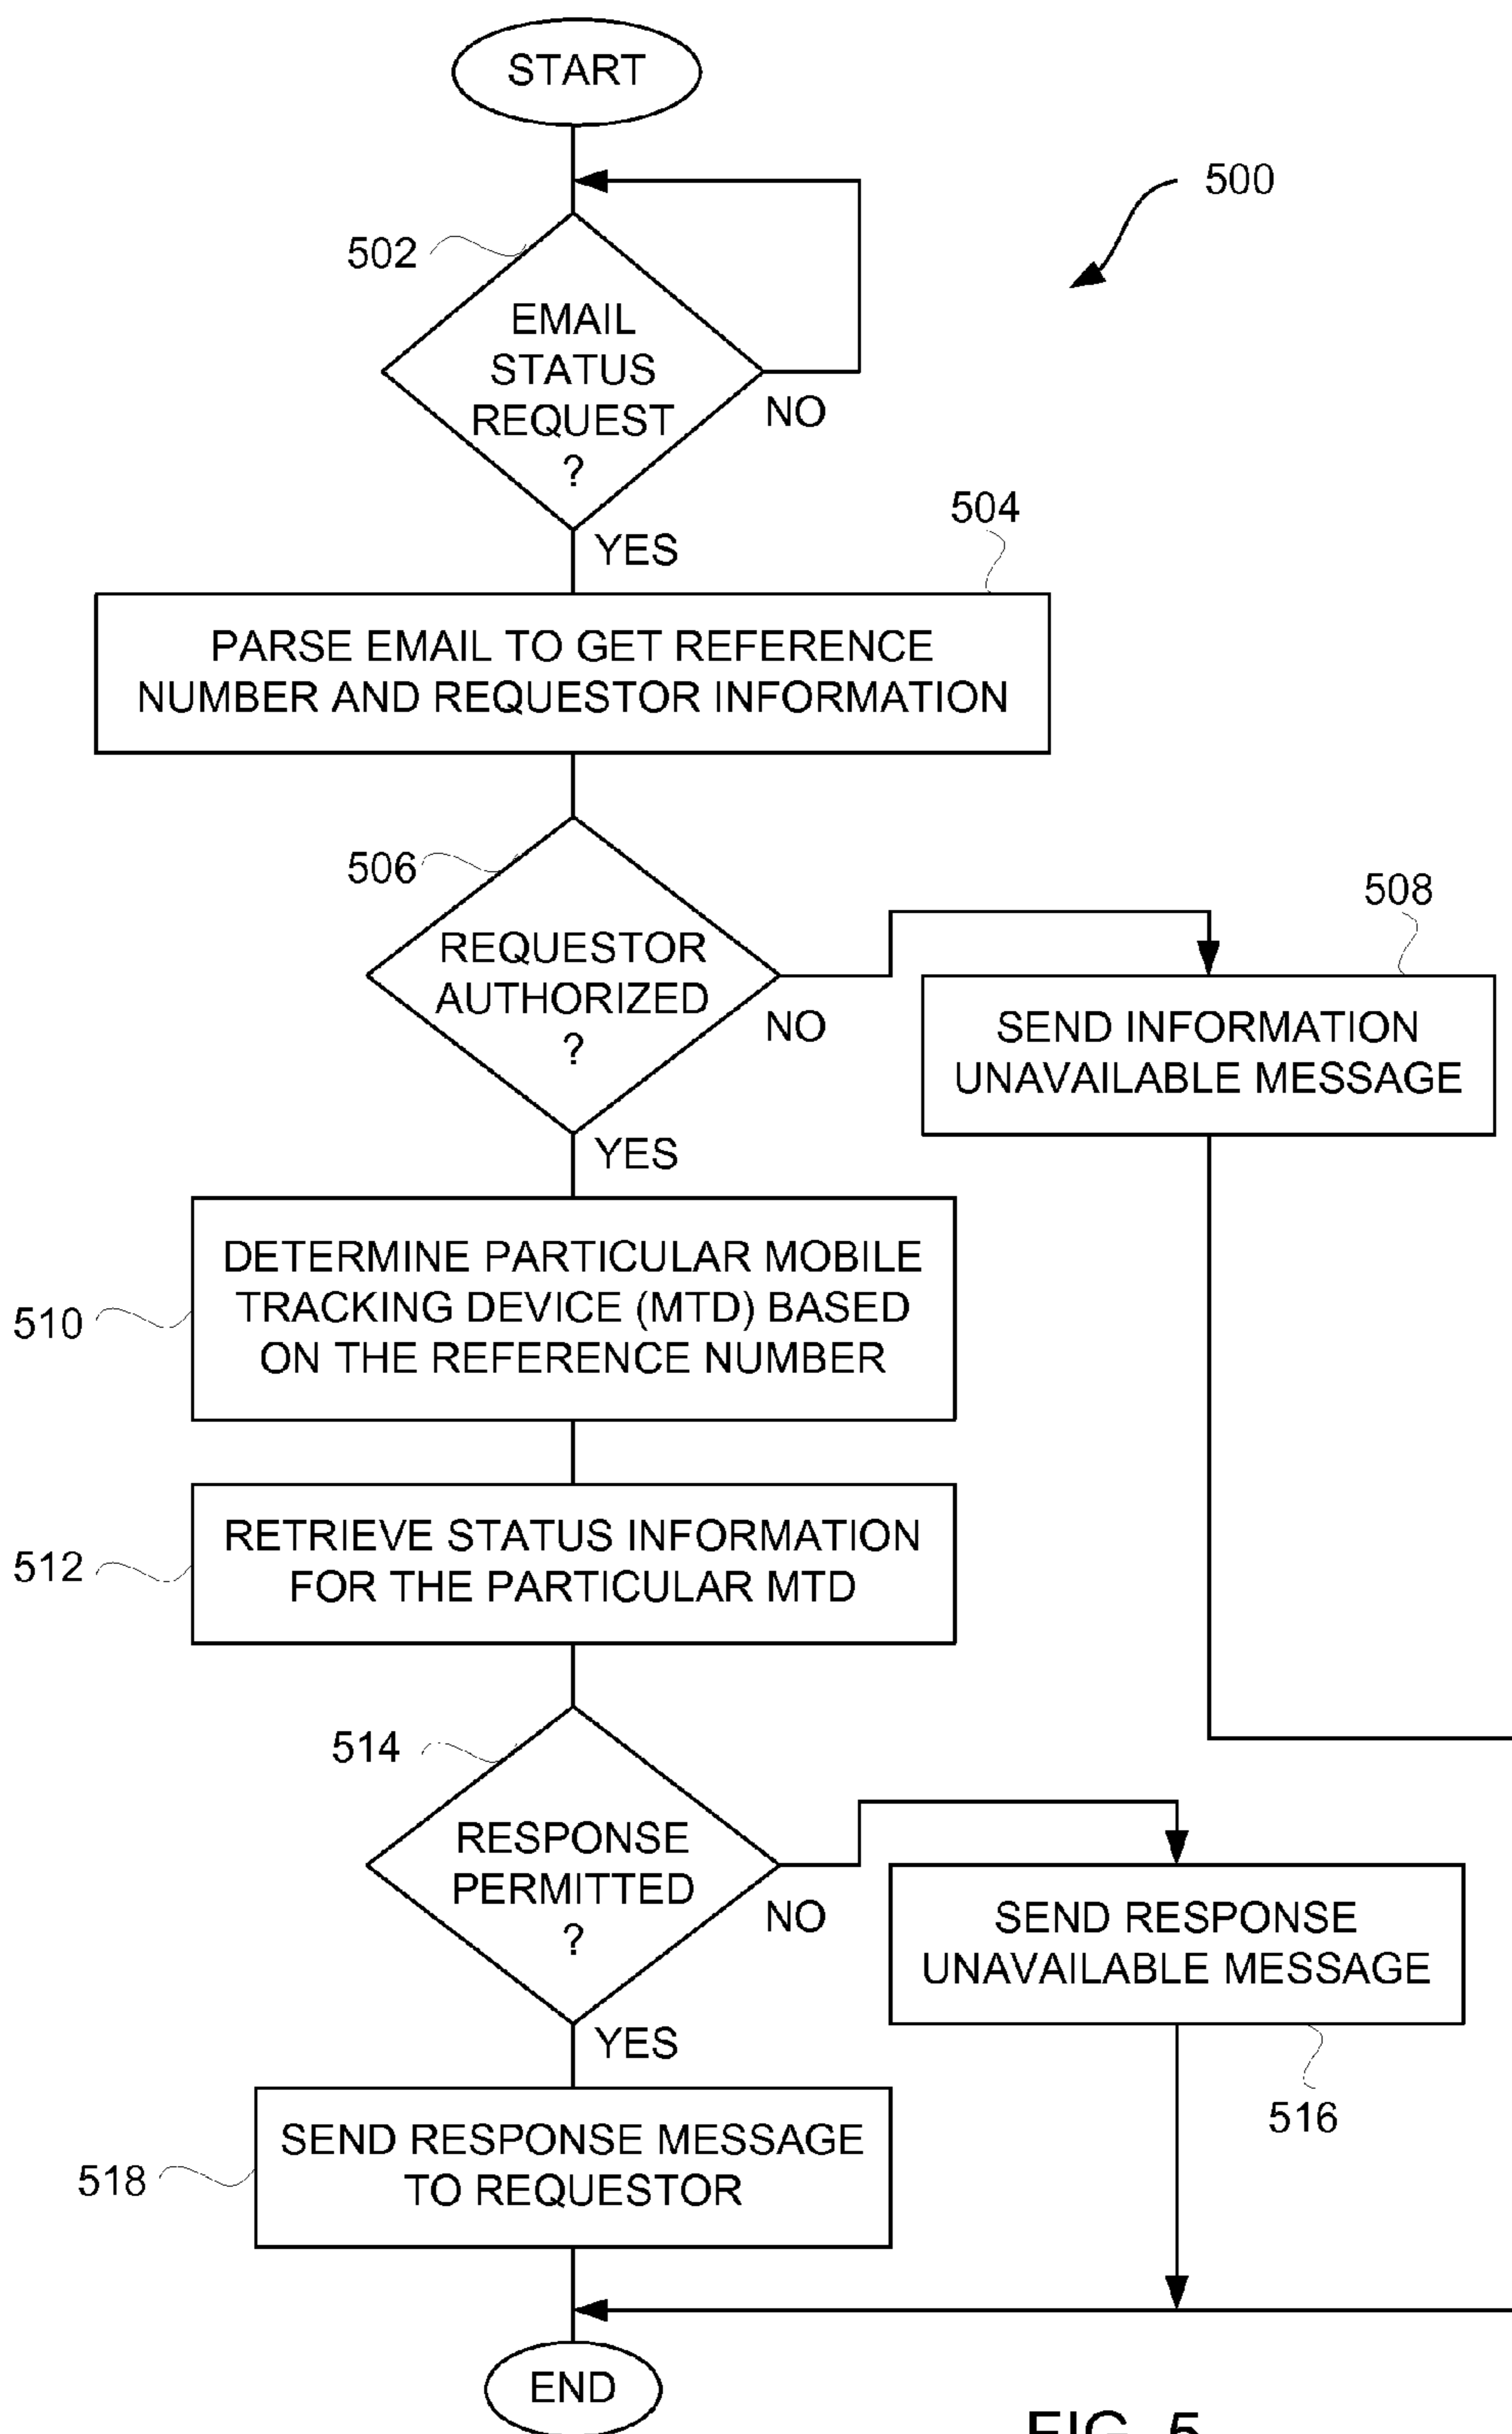 START
500
502
EMAIL
STATUS
REQUEST
?
NO
YES
504
PARSE EMAIL TO GET REFERENCE
NUMBER AND REQUESTOR INFORMATION
506
REQUESTOR
AUTHORIZED
?
NO
YES
508
SEND INFORMATION
UNAVAILABLE MESSAGE
510
DETERMINE PARTICULAR MOBILE
TRACKING DEVICE (MTD) BASED
ON THE REFERENCE NUMBER
512
RETRIEVE STATUS INFORMATION
FOR THE PARTICULAR MTD
514
RESPONSE
PERMITTED
?
NO
YES
SEND RESPONSE
UNAVAILABLE MESSAGE
516
518
SEND RESPONSE MESSAGE
TO REQUESTOR
END
FIG. 5